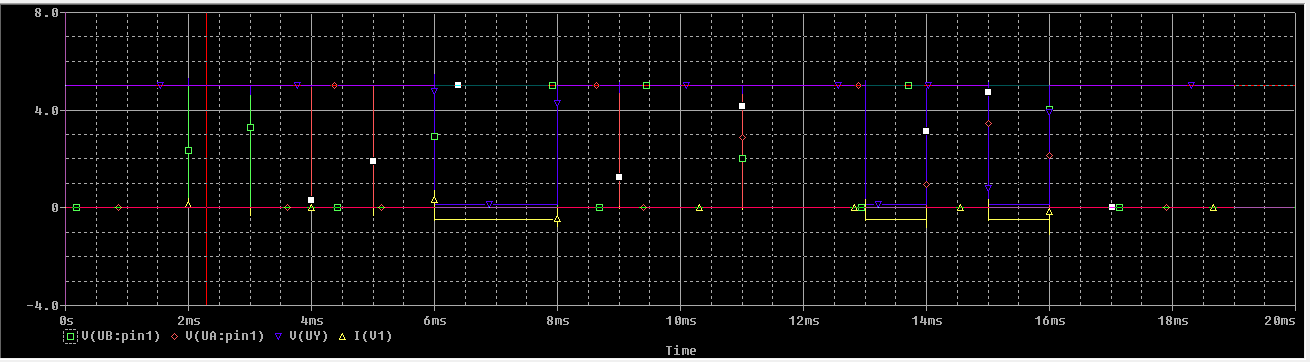 8.0
4.0
0
-4.0
0s 2ms 4ms 6ms 8ms 10ms 12ms 14ms 16ms 18ms 20ms
V(UB:pin1) V(UA:pin1) V(UY) I(V1)
Time